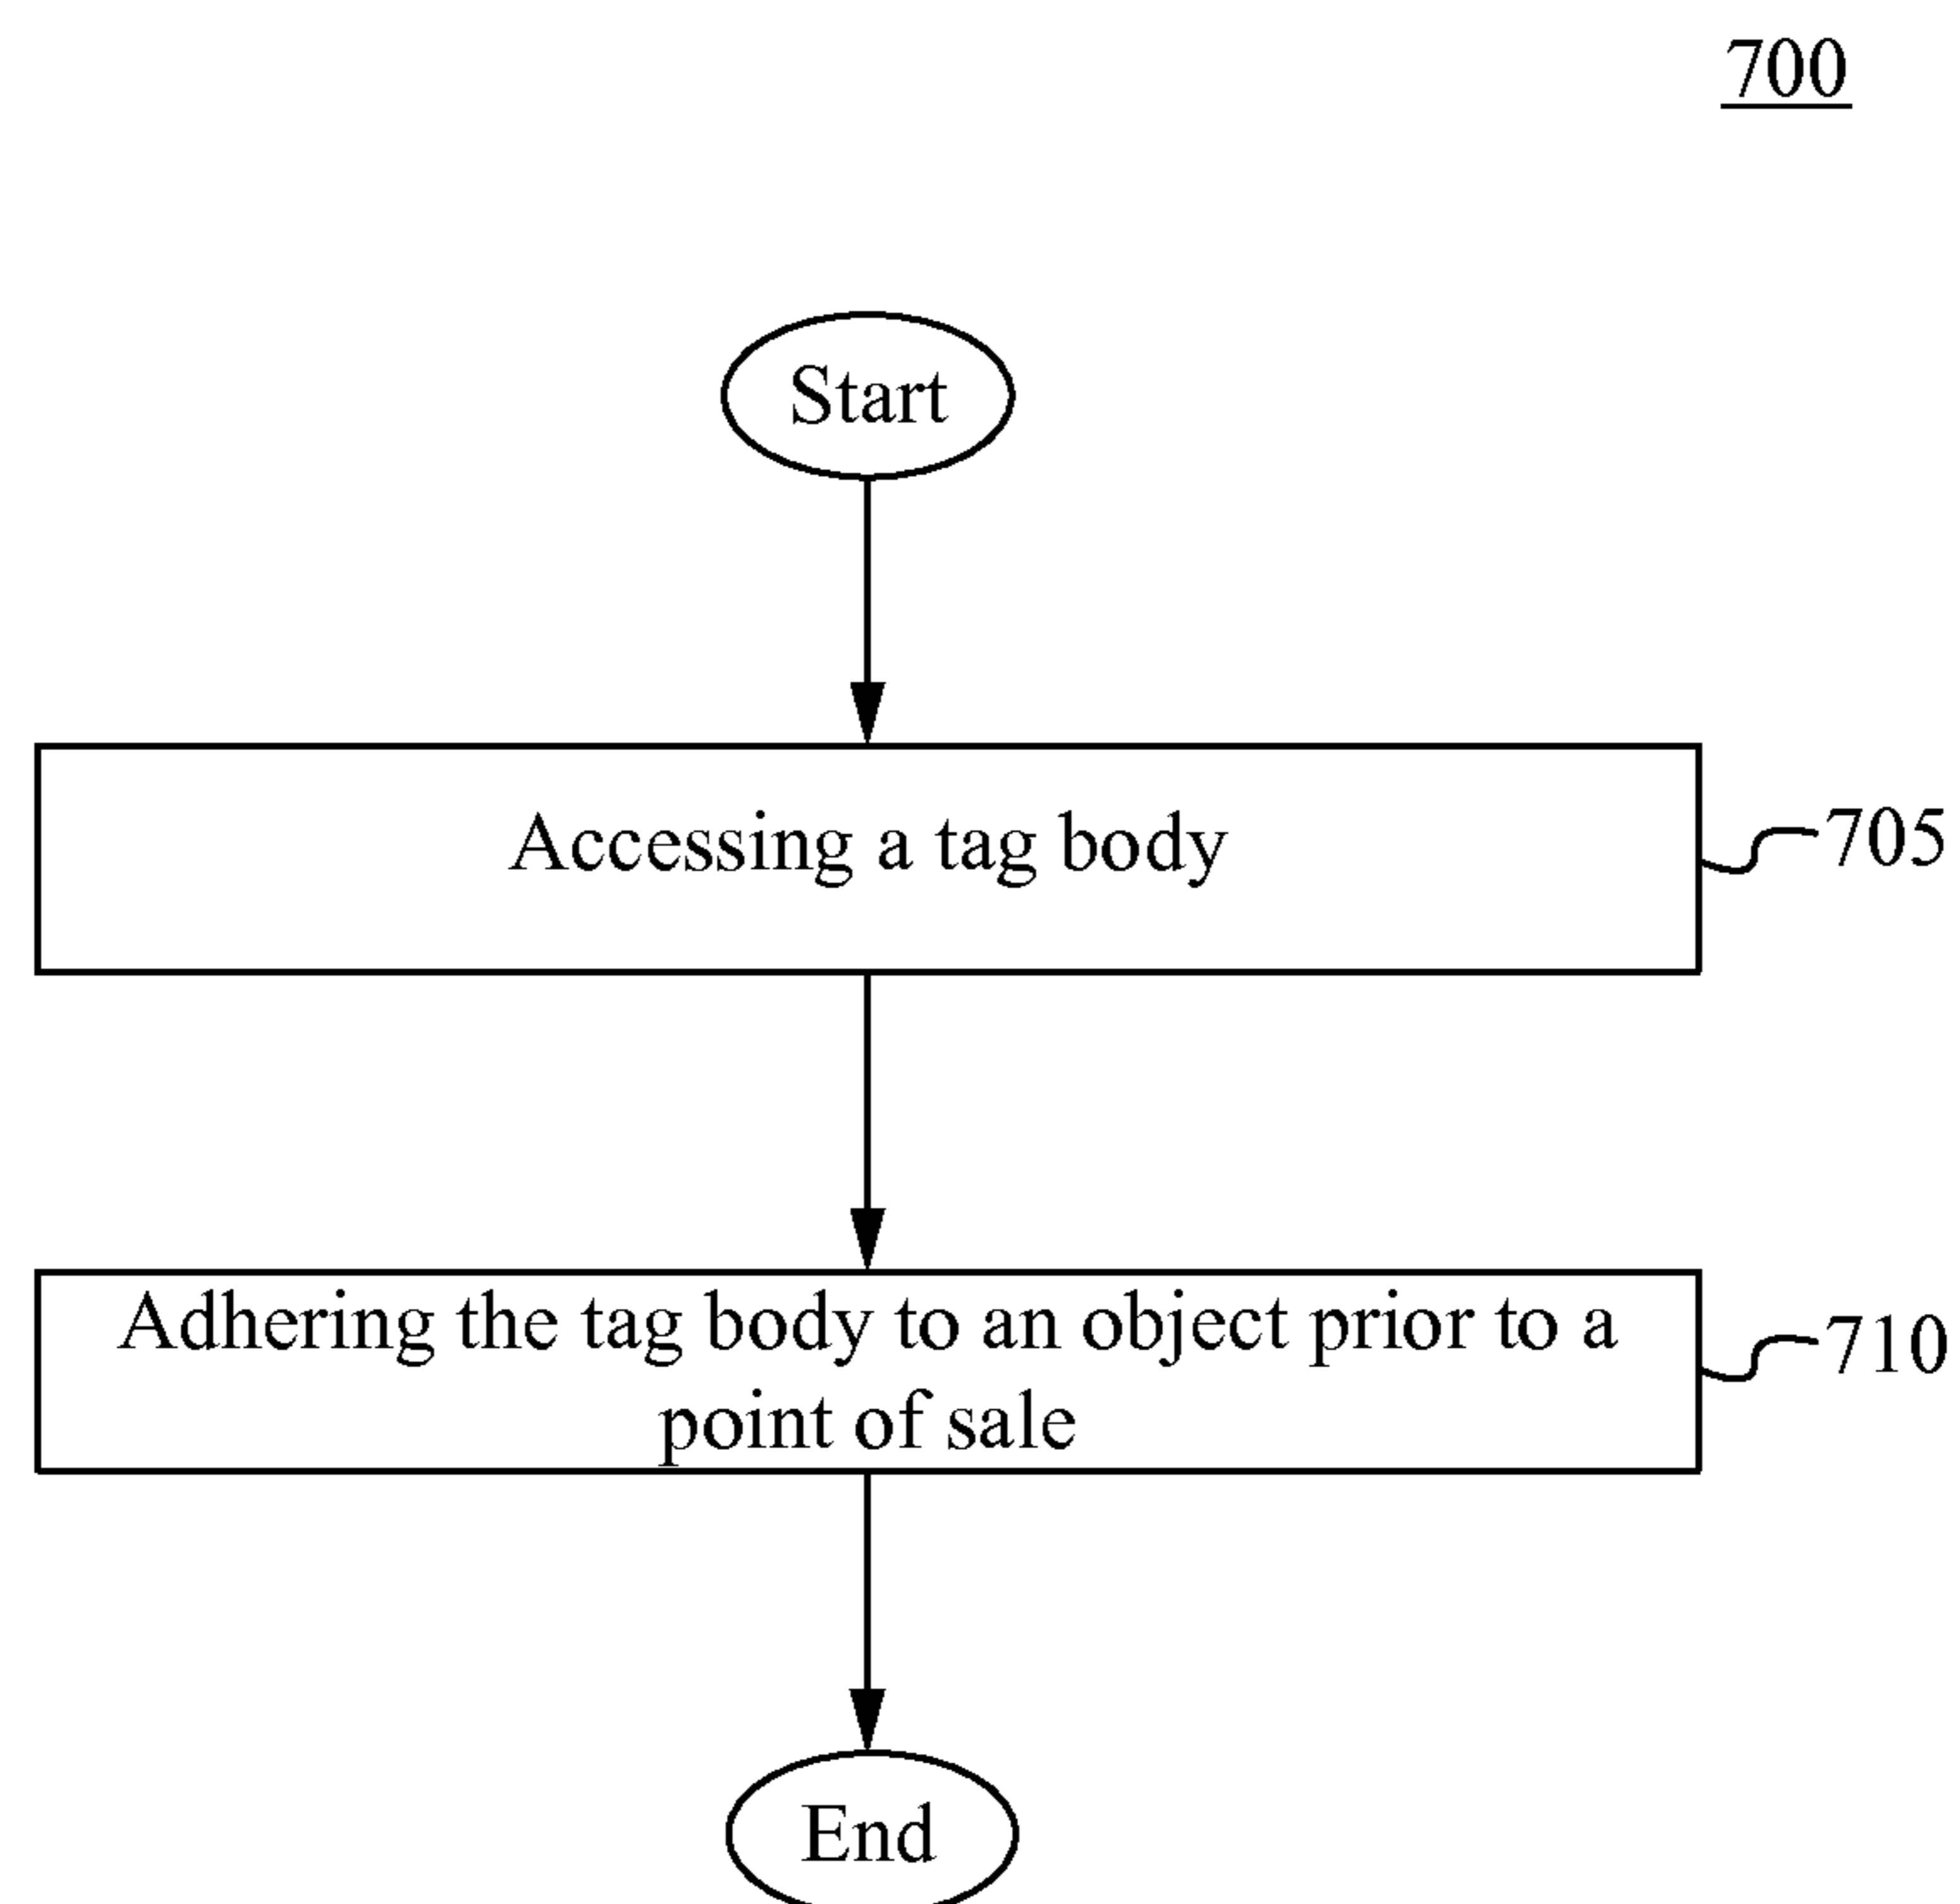 700
Start
Accessing a tag body
705
Adhering the tag body to an object prior to a
point of sale
710
End